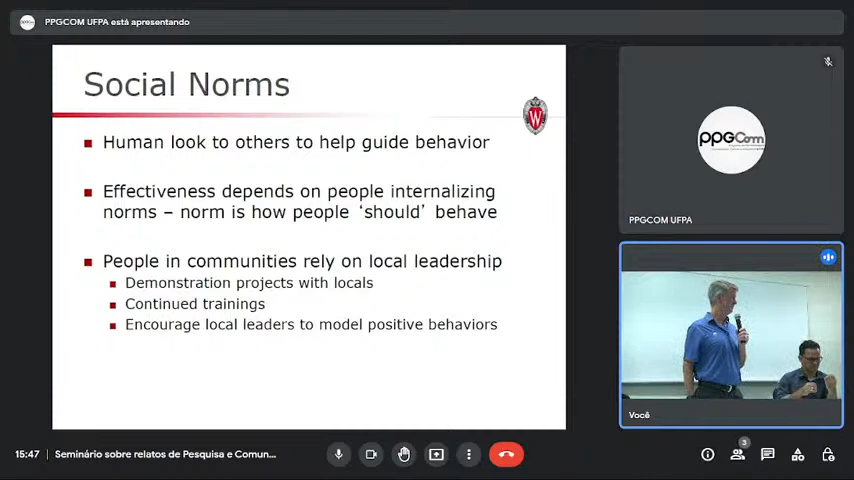 PPGCOM UFPA está apresentando
Social Norms
W
Human look to others to help guide behavior
Effectiveness depends on people internalizing
norms – norm is how people ‘should’ behave
People in communities rely on local leadership
Demonstration projects with locals
Continued trainings
Encourage local leaders to model positive behaviors
PPGCom
PPGCOM UFPA
Você
15:47
Seminário sobre relatos de Pesquisa e Comun...
3